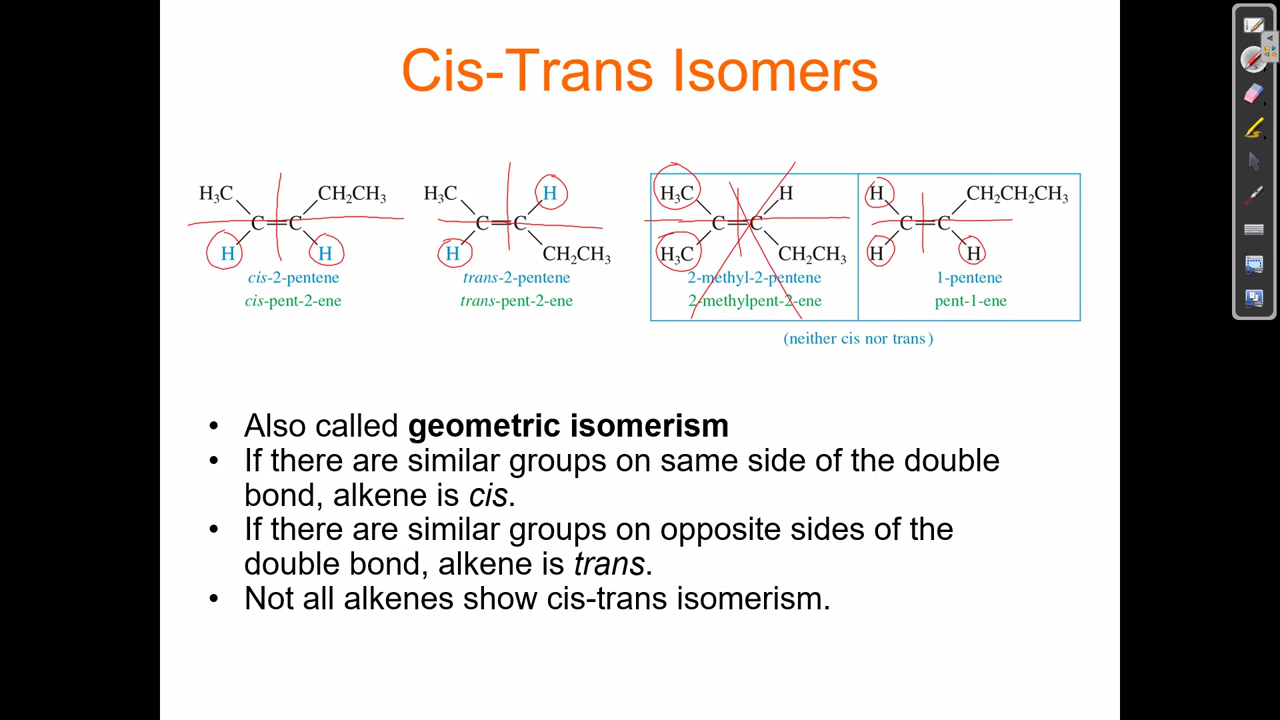 Cis-Trans Isomers
H₃C CH₂CH₃ H₃C H H₃C H H CH₂CH₂CH₃
C=C C=C C=C C=C
H H H CH₂CH₃ H₃C CH₂CH₃ H H
cis-2-pentene trans-2-pentene 2-methyl-2-pentene 1-pentene
cis-pent-2-ene trans-pent-2-ene 2-methylpent-2-ene pent-1-ene
(neither cis nor trans)
• Also called geometric isomerism
• If there are similar groups on same side of the double
bond, alkene is cis.
• If there are similar groups on opposite sides of the
double bond, alkene is trans.
• Not all alkenes show cis-trans isomerism.